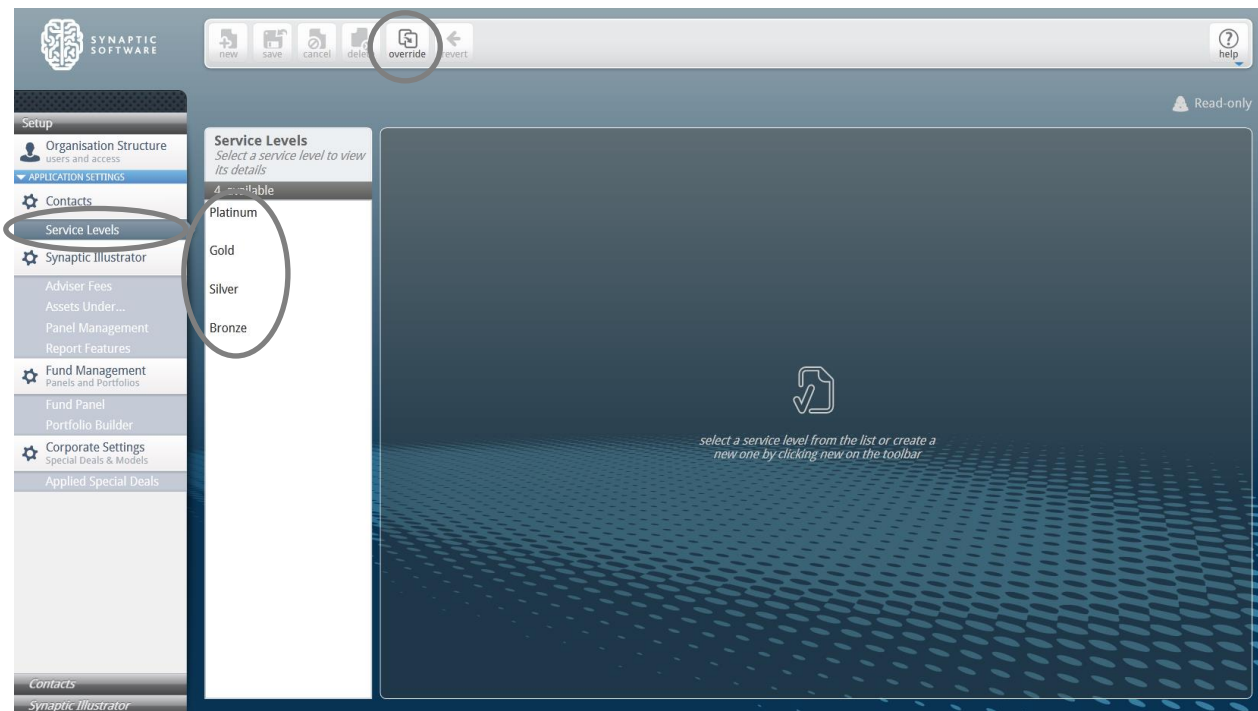 SYNAPTIC
SOFTWARE
new
save
cancel
delete
override
revert
help
Read-only
Setup
Organisation Structure
users and access
APPLICATION SETTINGS
Contacts
Service Levels
Synaptic Illustrator
Adviser Fees
Assets Under...
Panel Management
Report Features
Fund Management
Panels and Portfolios
Fund Panel
Portfolio Builder
Corporate Settings
Special Deals & Models
Applied Special Deals
Contacts
Synaptic Illustrator
Service Levels
Select a service level to view
its details
4 available
Platinum
Gold
Silver
Bronze
select a service level from the list or create a
new one by clicking new on the toolbar